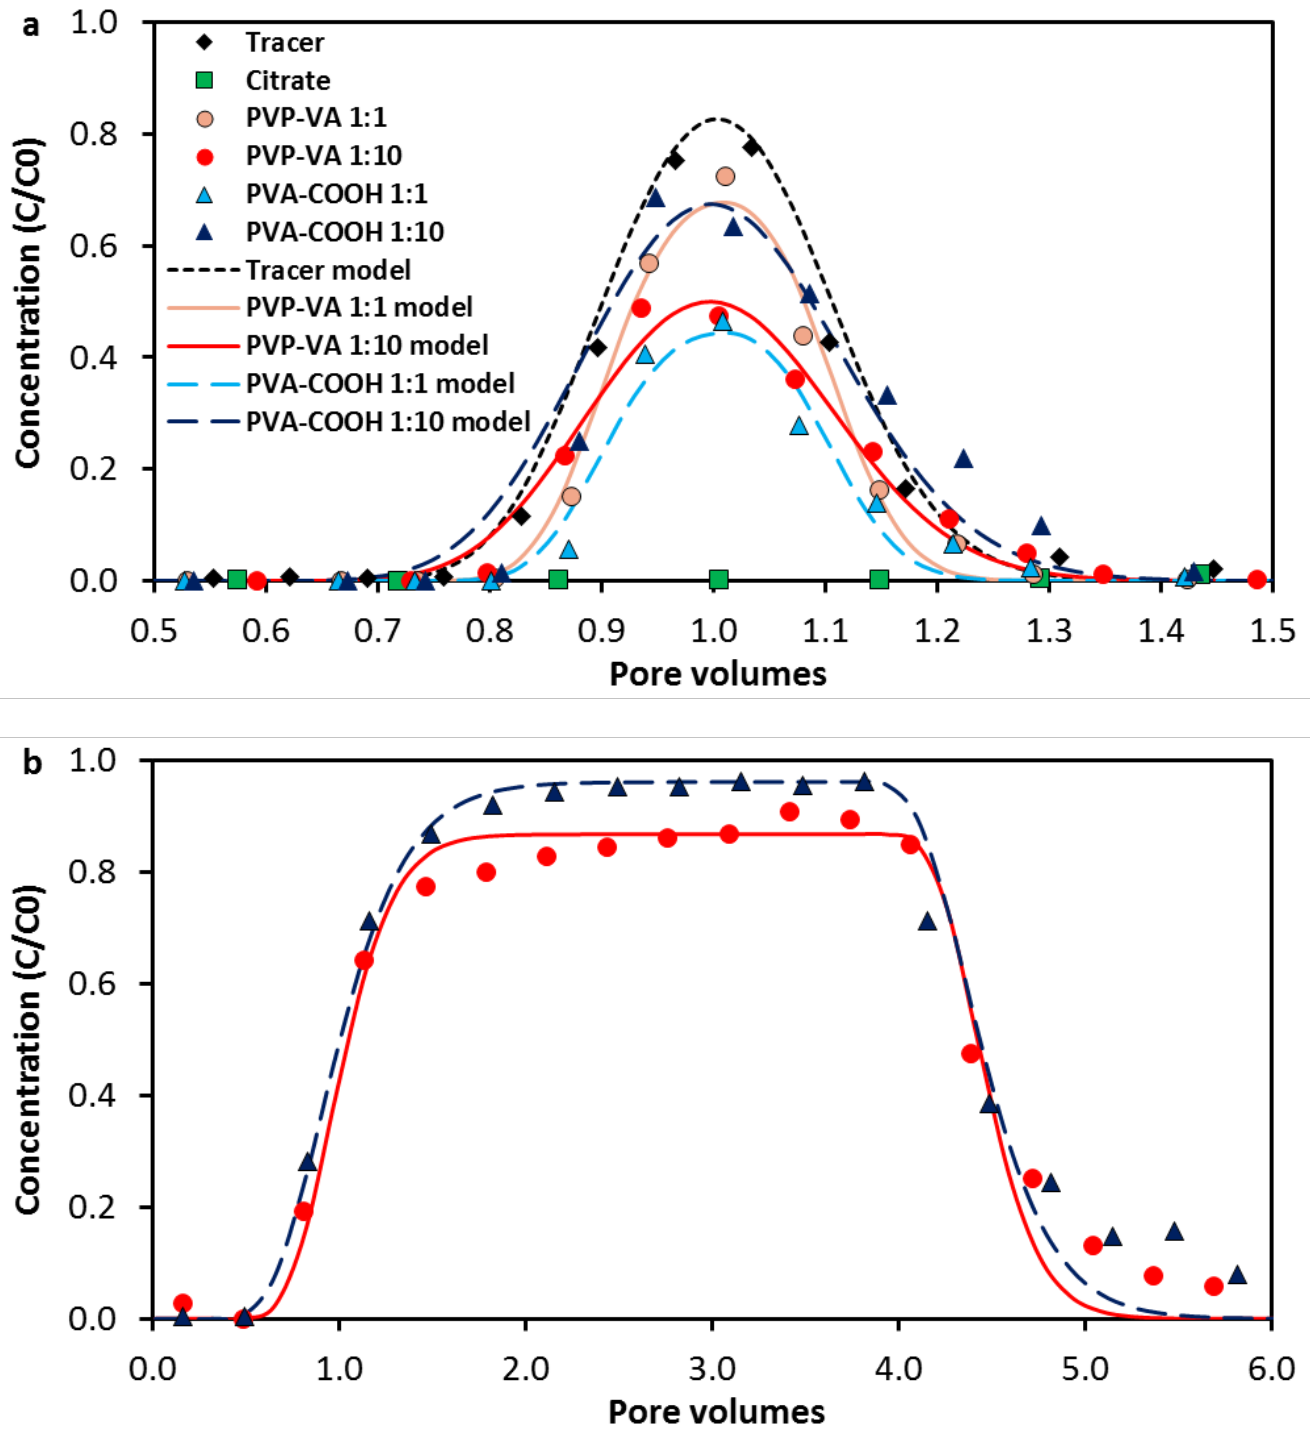 a
Concentration (C/C0)
1.0
0.8
0.6
0.4
0.2
0.0
Tracer
Citrate
PVP-VA 1:1
PVP-VA 1:10
PVA-COOH 1:1
PVA-COOH 1:10
Tracer model
PVP-VA 1:1 model
PVP-VA 1:10 model
PVA-COOH 1:1 model
PVA-COOH 1:10 model
0.5 0.6 0.7 0.8 0.9 1.0 1.1 1.2 1.3 1.4 1.5
Pore volumes
b
Concentration (C/C0)
1.0
0.8
0.6
0.4
0.2
0.0
0.0 1.0 2.0 3.0 4.0 5.0 6.0
Pore volumes